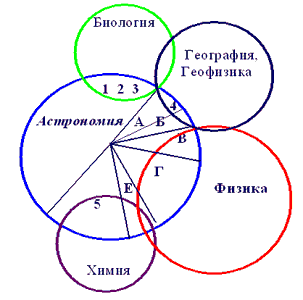 Биология
География,
Геофизика
1 2 3
4
Астрономия
А Б
В
Г
Физика
Е
5
Химия